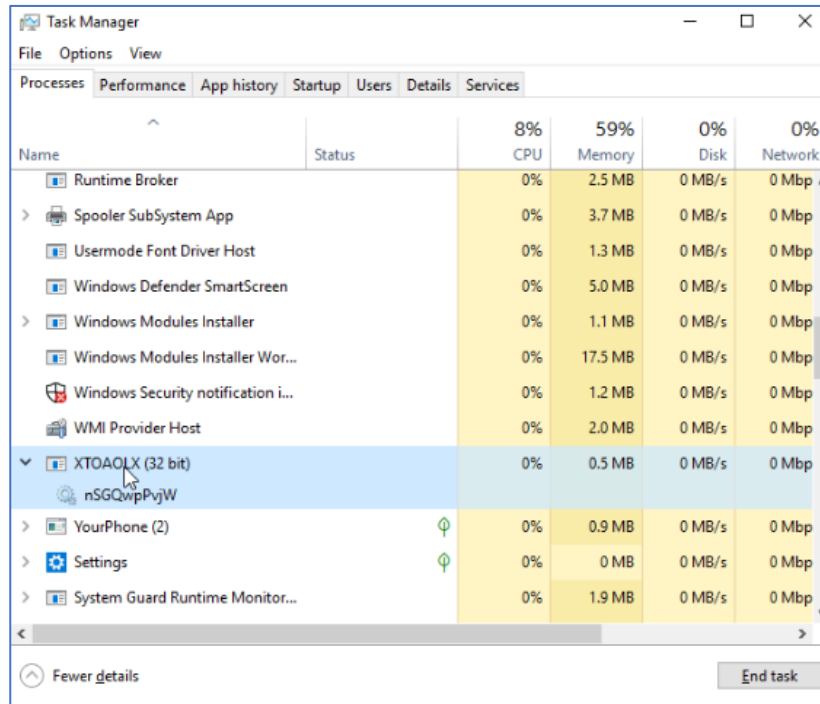 Task Manager
File Options View
Processes Performance App history Startup Users Details Services
8% 59% 0% 0%
Name Status CPU Memory Disk Network
Runtime Broker 0% 2.5 MB 0 MB/s 0 Mbp
Spooler SubSystem App 0% 3.7 MB 0 MB/s 0 Mbp
Usermode Font Driver Host 0% 1.3 MB 0 MB/s 0 Mbp
Windows Defender SmartScreen 0% 5.0 MB 0 MB/s 0 Mbp
Windows Modules Installer 0% 1.1 MB 0 MB/s 0 Mbp
Windows Modules Installer Wor... 0% 17.5 MB 0 MB/s 0 Mbp
Windows Security notification i... 0% 1.2 MB 0 MB/s 0 Mbp
WMI Provider Host 0% 2.0 MB 0 MB/s 0 Mbp
XTOAOLX (32 bit) 0% 0.5 MB 0 MB/s 0 Mbp
nSGQwpPvjW
YourPhone (2) 0% 0.9 MB 0 MB/s 0 Mbp
Settings 0% 0 MB 0 MB/s 0 Mbp
System Guard Runtime Monitor... 0% 1.9 MB 0 MB/s 0 Mbp
Fewer details End task